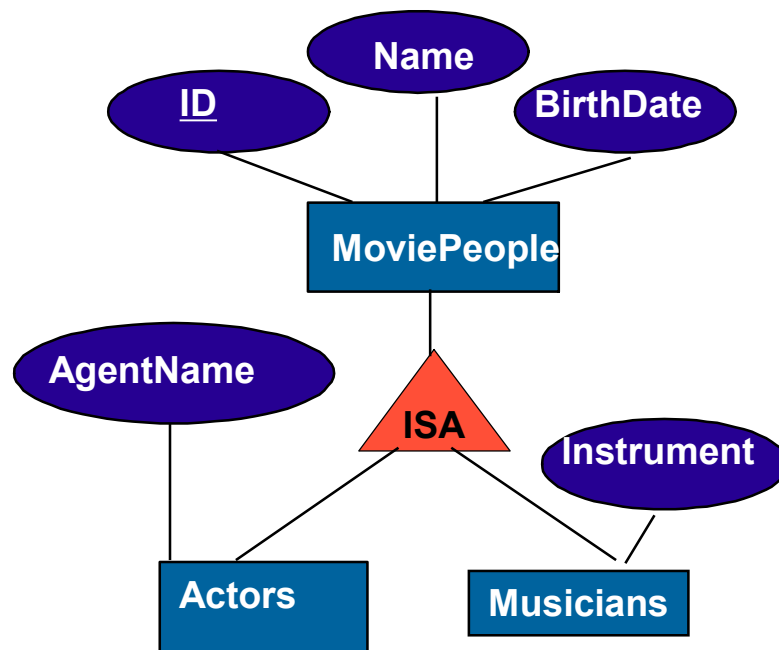 Name
ID
BirthDate
MoviePeople
AgentName
ISA
Instrument
Actors
Musicians